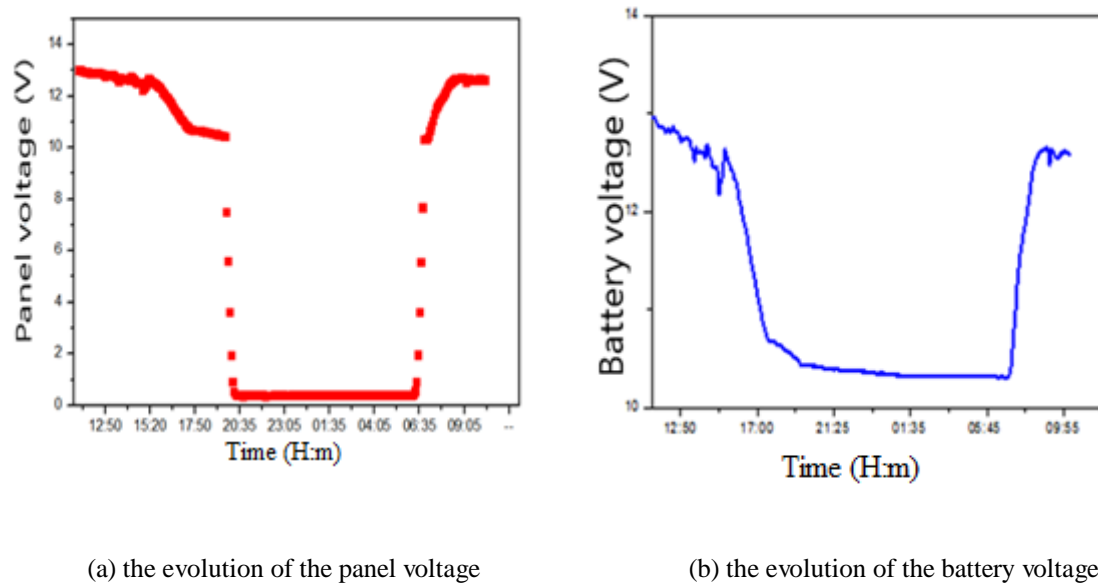 Panel voltage (V)
14
12
10
8
6
4
2
0
12:50 15:20 17:50 20:35 23:05 01:35 04:05 06:35 09:05 --
Time (H:m)
Battery voltage (V)
14
12
10
12:50 17:00 21:25 01:35 05:45 09:55
Time (H:m)
(a) the evolution of the panel voltage
(b) the evolution of the battery voltage